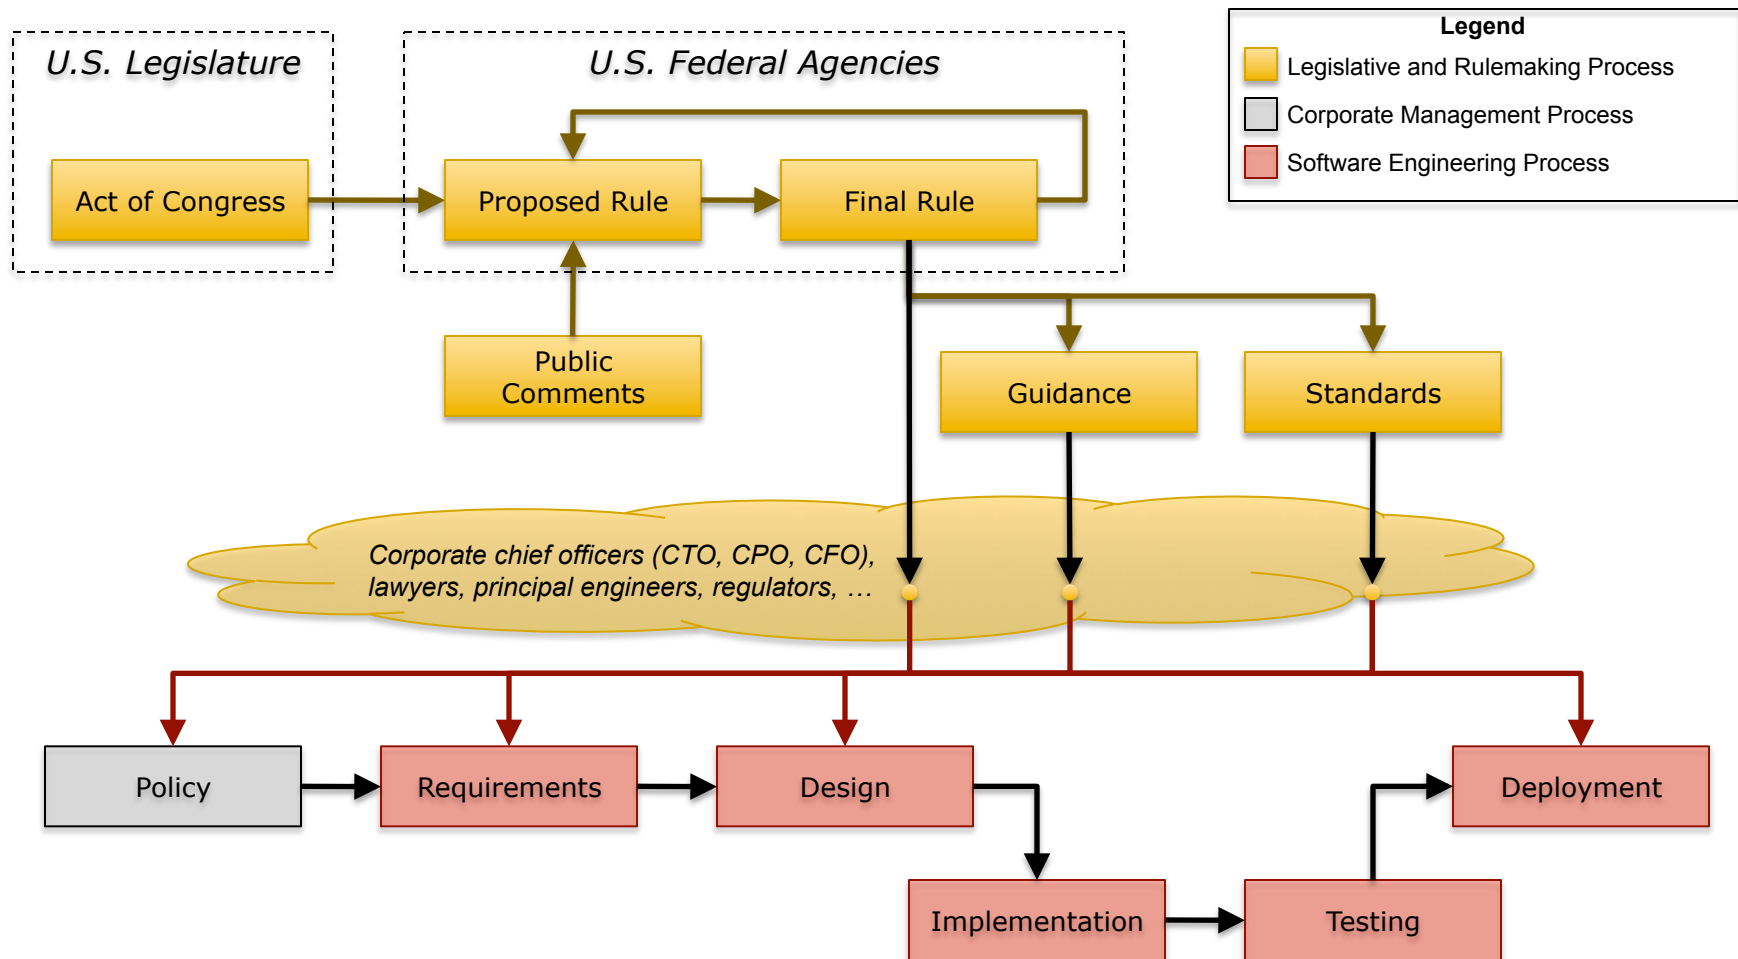 Legend
Legislative and Rulemaking Process
Corporate Management Process
Software Engineering Process
U.S. Legislature
U.S. Federal Agencies
Act of Congress
Proposed Rule
Final Rule
Public
Comments
Guidance
Standards
Corporate chief officers (CTO, CPO, CFO),
lawyers, principal engineers, regulators, …
Policy
Requirements
Design
Deployment
Implementation
Testing